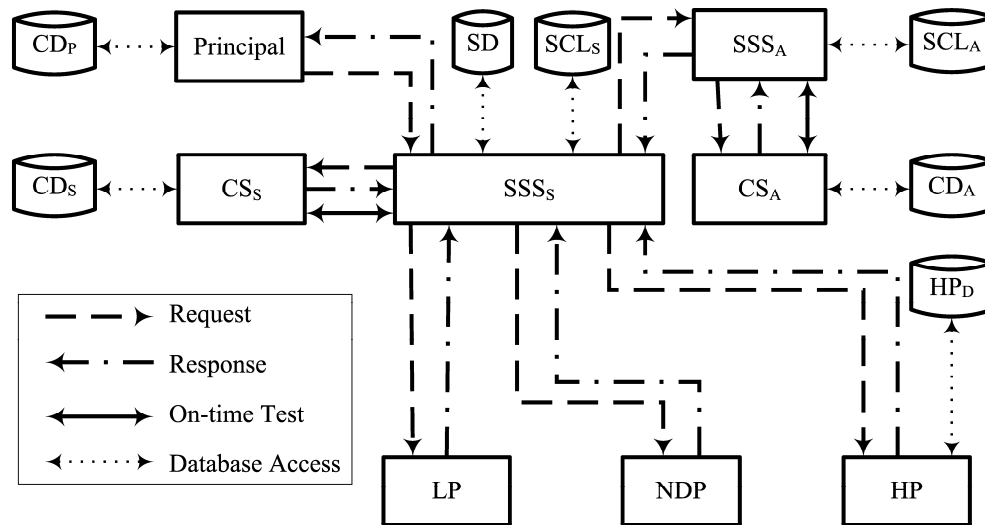 CDP
Principal
SD
SCLS
SSSA
SCLA
CDS
CSS
SSSS
CSA
CDA
HPD
Request
Response
On-time Test
Database Access
LP
NDP
HP